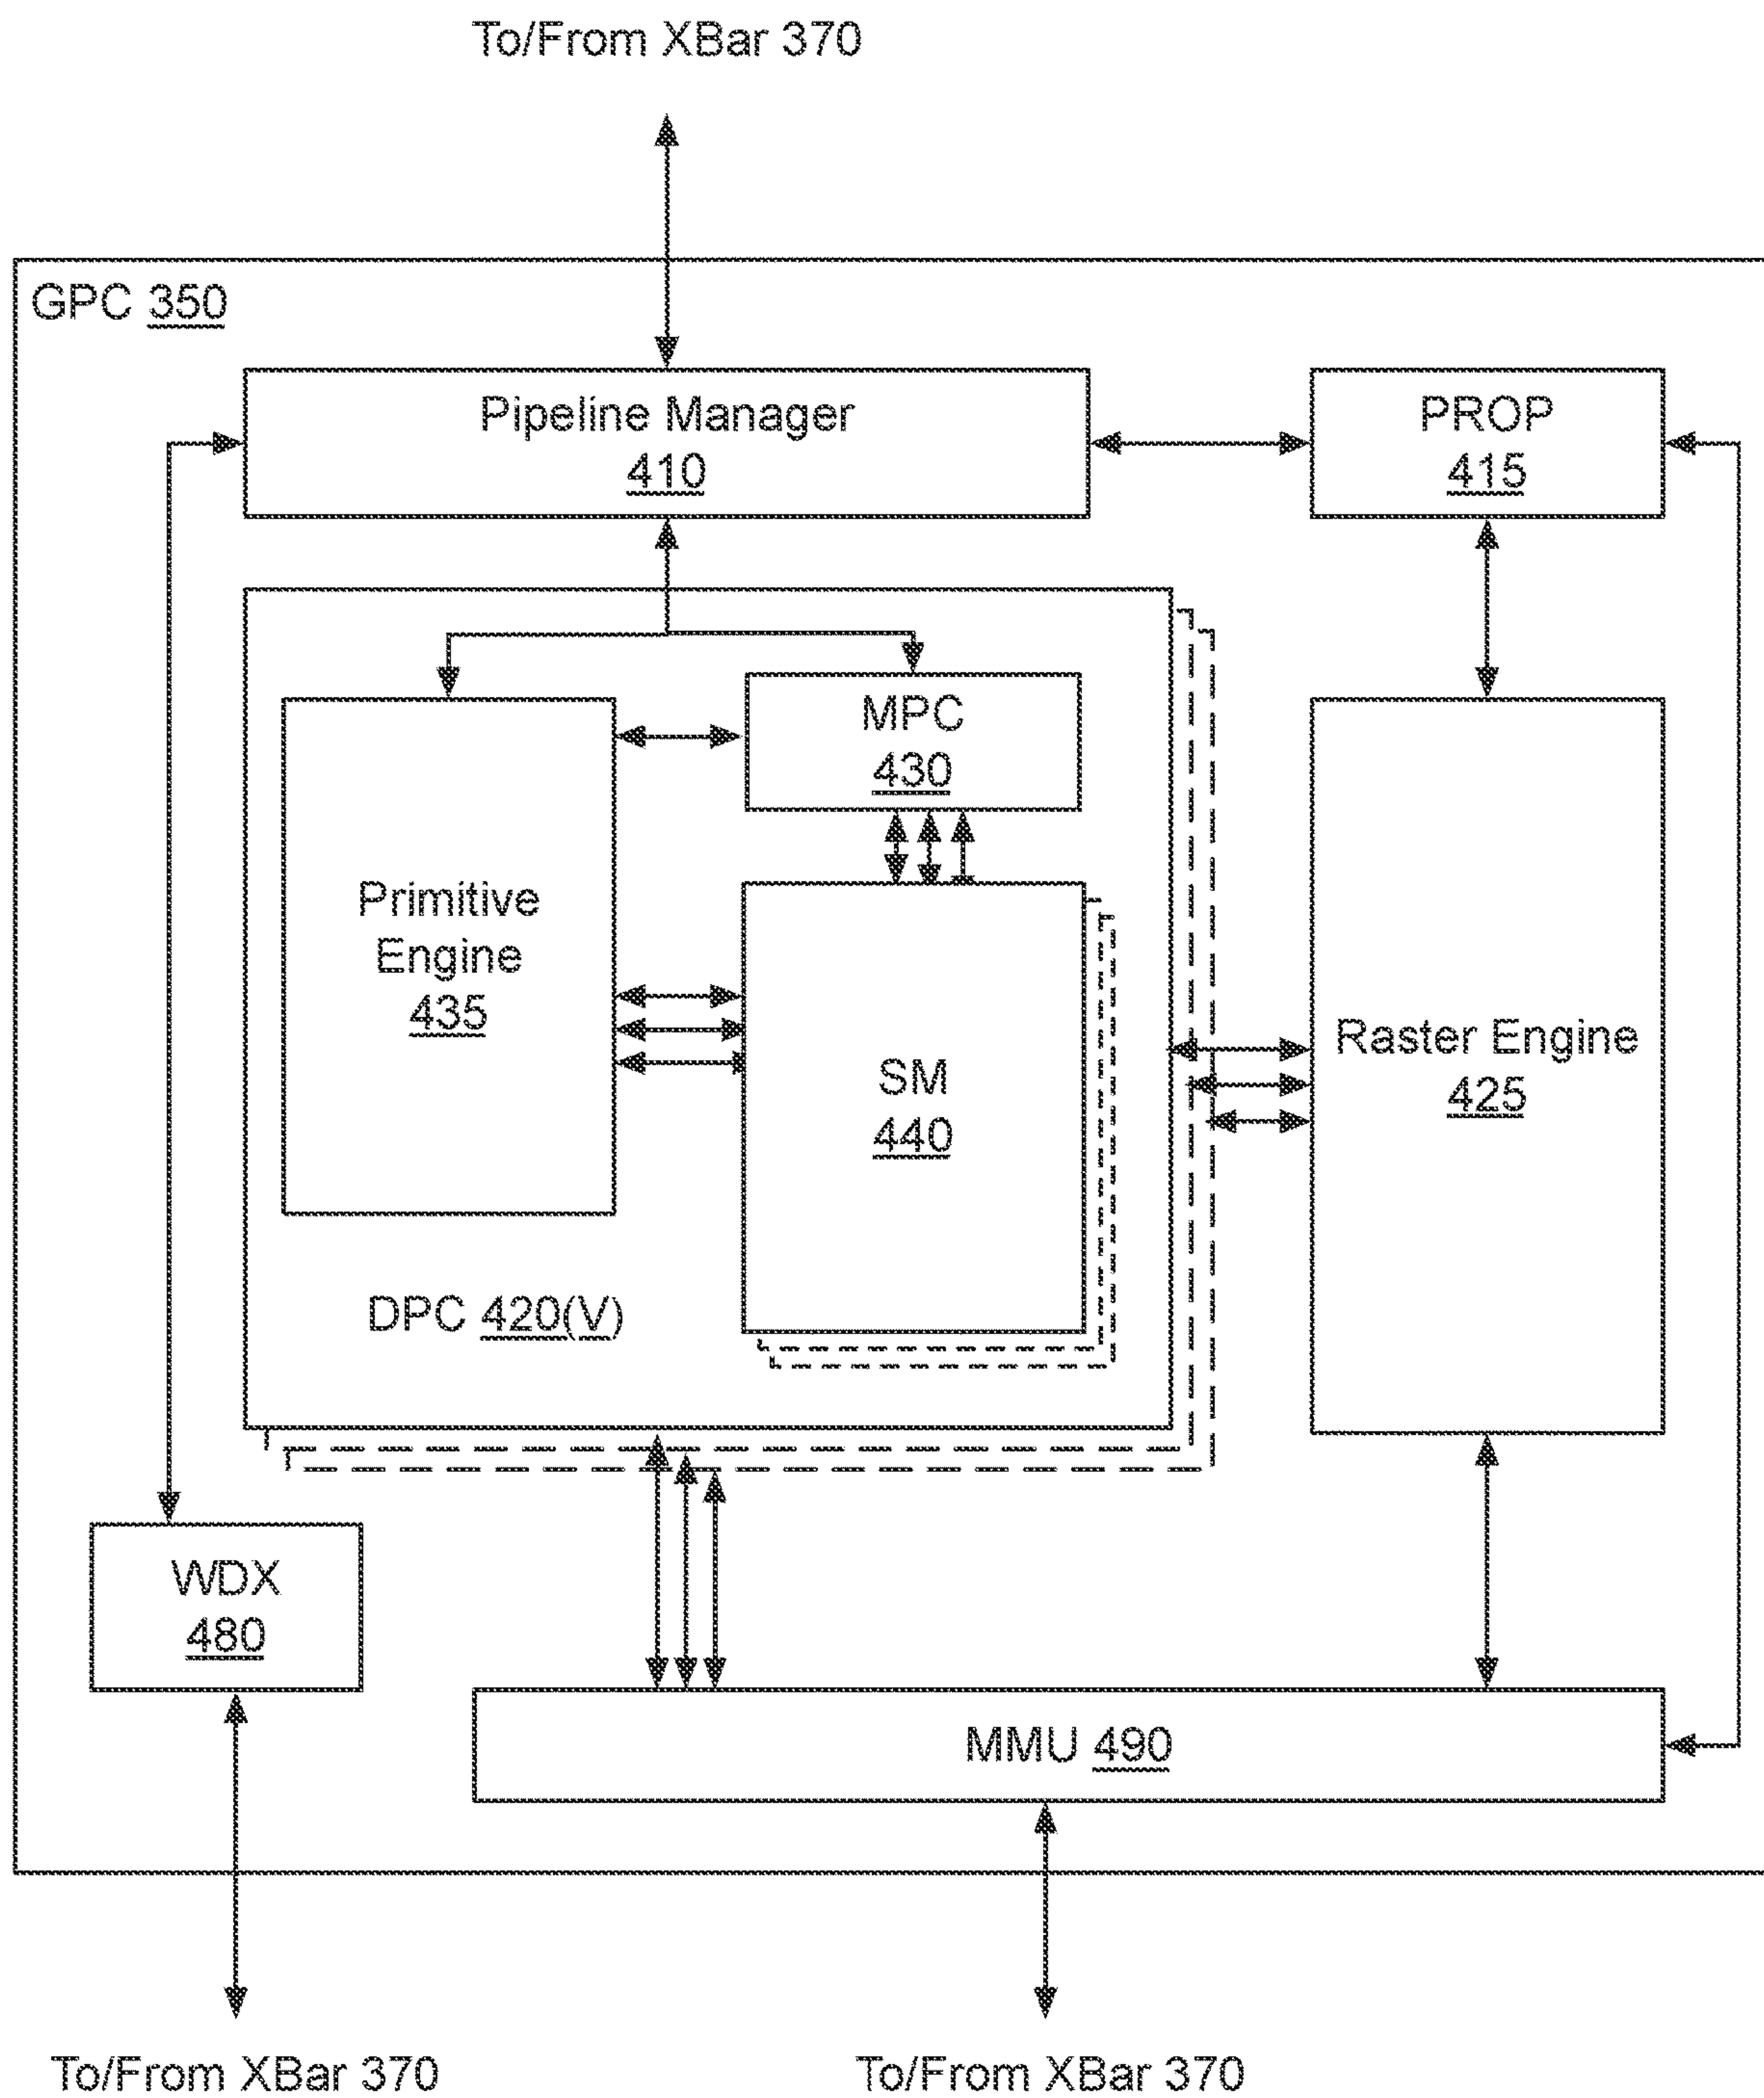 To/From XBar 370
GPC 350
Pipeline Manager
410
PROP
415
MPC
430
Primitive
Engine
435
SM
440
Raster Engine
425
DPC 420(V)
WDX
480
MMU 490
To/From XBar 370
To/From XBar 370